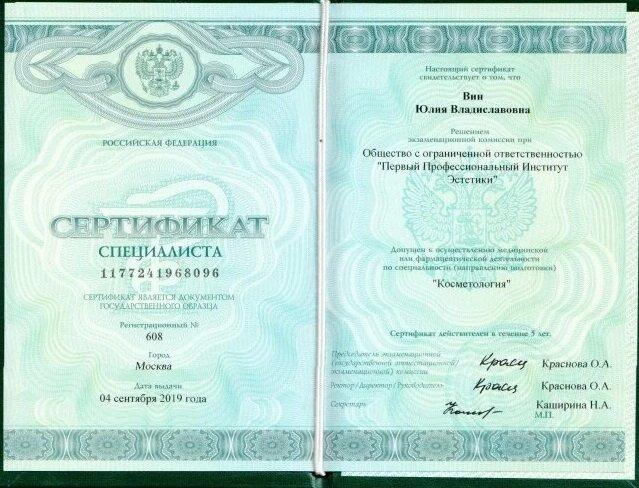 РОССИЙСКАЯ ФЕДЕРАЦИЯ
СЕРТИФИКАТ
СПЕЦИАЛИСТА
1177241968096
СЕРТИФИКАТ ЯВЛЯЕТСЯ ДОКУМЕНТОМ
ГОСУДАРСТВЕННОГО ОБРАЗЦА
Регистрационный №
608
Город
Москва
Дата выдачи
04 сентября 2019 года
Настоящий сертификат
свидетельствует о том, что
Вин
Юлия Владиславовна
Решением
экзаменационной комиссии при
Общество с ограниченной ответственностью
"Первый Профессиональный Институт
Эстетики"
Допущен к осуществлению медицинской
или фармацевтической деятельности
по специальности (направлению подготовки)
"Косметология"
Сертификат действителен в течение 5 лет.
Председатель экзаменационной
(государственной аттестационной/
экзаменационной) комиссии
Краснова О.А.
Ректор/Директор/Руководитель
Краснова О.А.
Секретарь
Каширина Н.А.
М.П.